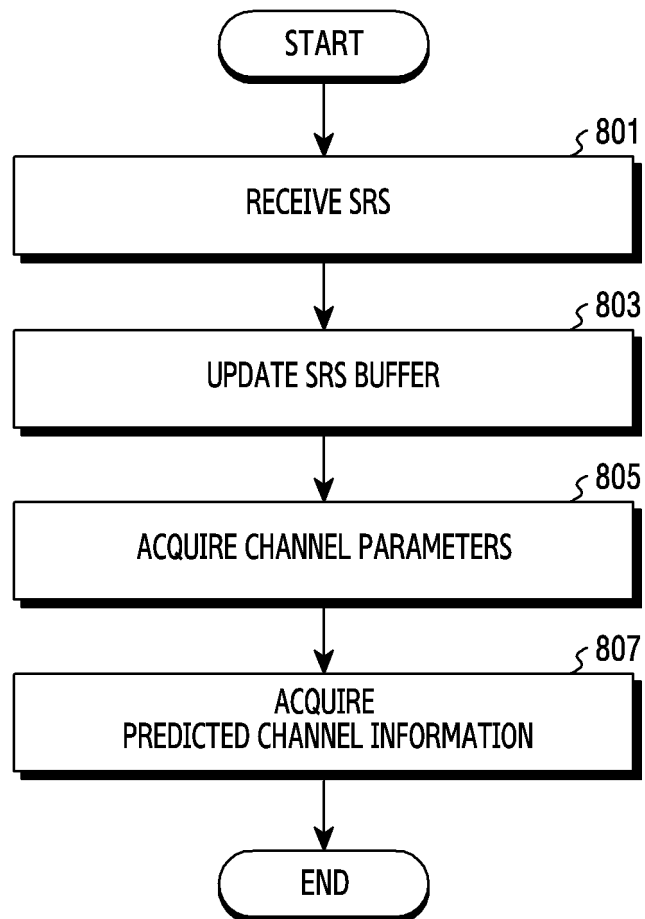 START
801
RECEIVE SRS
803
UPDATE SRS BUFFER
805
ACQUIRE CHANNEL PARAMETERS
807
ACQUIRE
PREDICTED CHANNEL INFORMATION
END